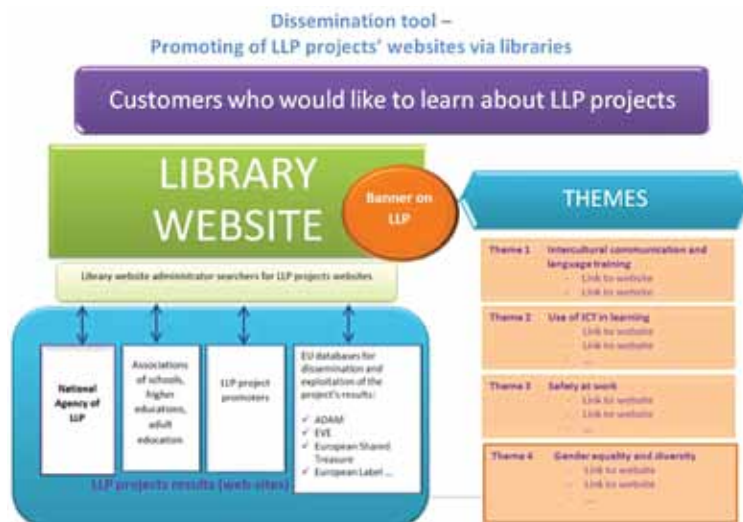 Dissemination tool –
Promoting of LLP projects' websites via libraries
Customers who would like to learn about LLP projects
LIBRARY
WEBSITE
Banner on
LLP
THEMES
Library website administrator searchers for LLP projects websites
Theme 1 Intercultural communication and
language training
- Link to website
- Link to website
Theme 2 Use of ICT in learning
- Link to website
- Link to website
- ...
Theme 3 Safety at work
- Link to website
- Link to website
- ...
Theme 4 Gender equality and diversity
- Link to website
- Link to website
- ...
National
Agency of
LLP
Associations
of schools,
higher
educations,
adult
education
LLP project
promoters
EU databases for
dissemination and
exploitation of the
project's results:
✓ ADAM
✓ EVE
✓ European Shared
Treasure
✓ European Label ...
LLP projects results (web-sites)